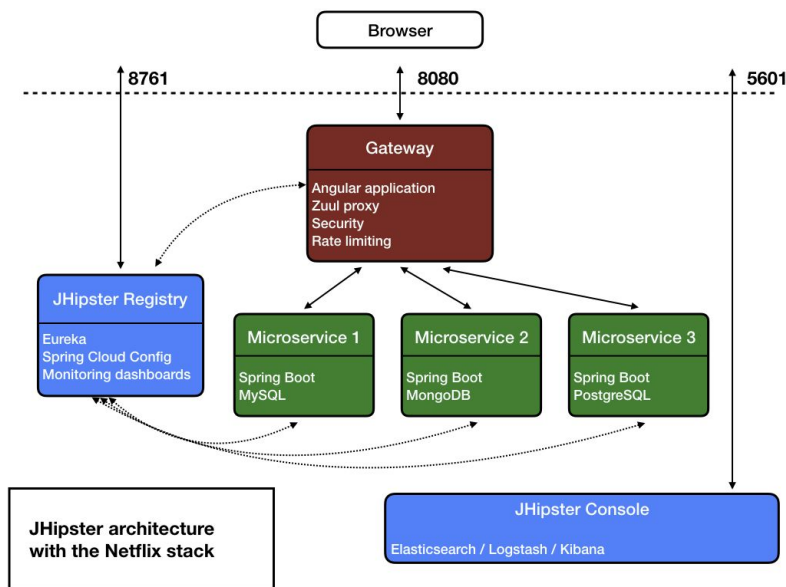 Browser
8761
8080
5601
Gateway
Angular application
Zuul proxy
Security
Rate limiting
JHipster Registry
Eureka
Spring Cloud Config
Monitoring dashboards
Microservice 1
Spring Boot
MySQL
Microservice 2
Spring Boot
MongoDB
Microservice 3
Spring Boot
PostgreSQL
JHipster architecture
with the Netflix stack
JHipster Console
Elasticsearch / Logstash / Kibana